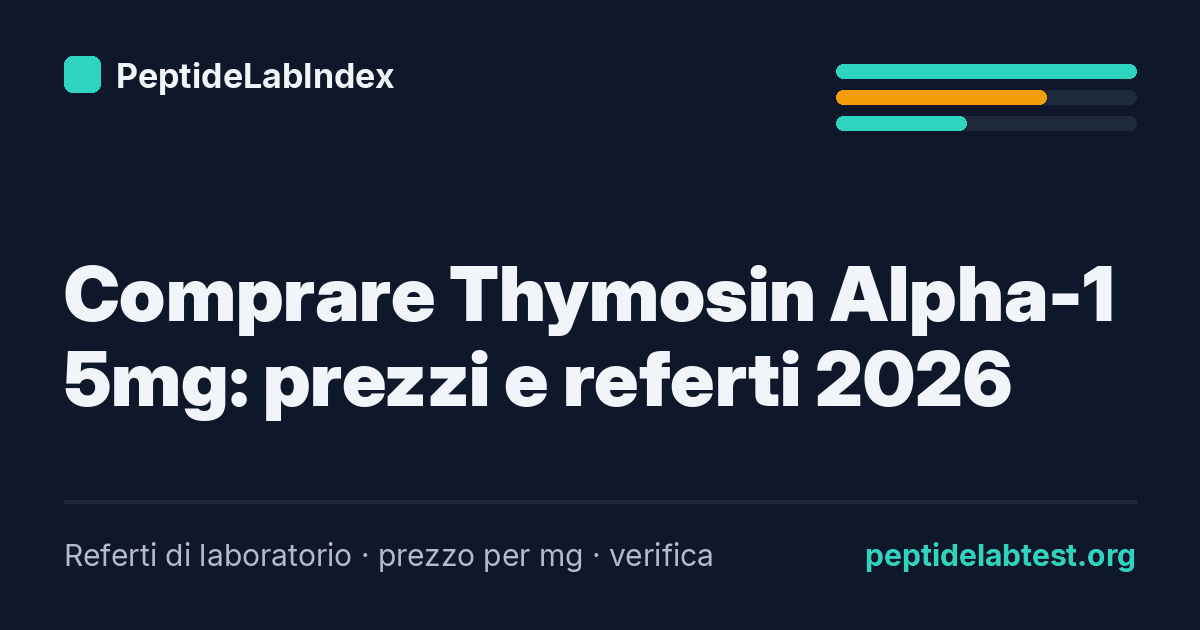 PeptideLabIndex
Comprare Thymosin Alpha-1
5mg: prezzi e referti 2026
Referti di laboratorio · prezzo per mg · verifica
peptidelabtest.org